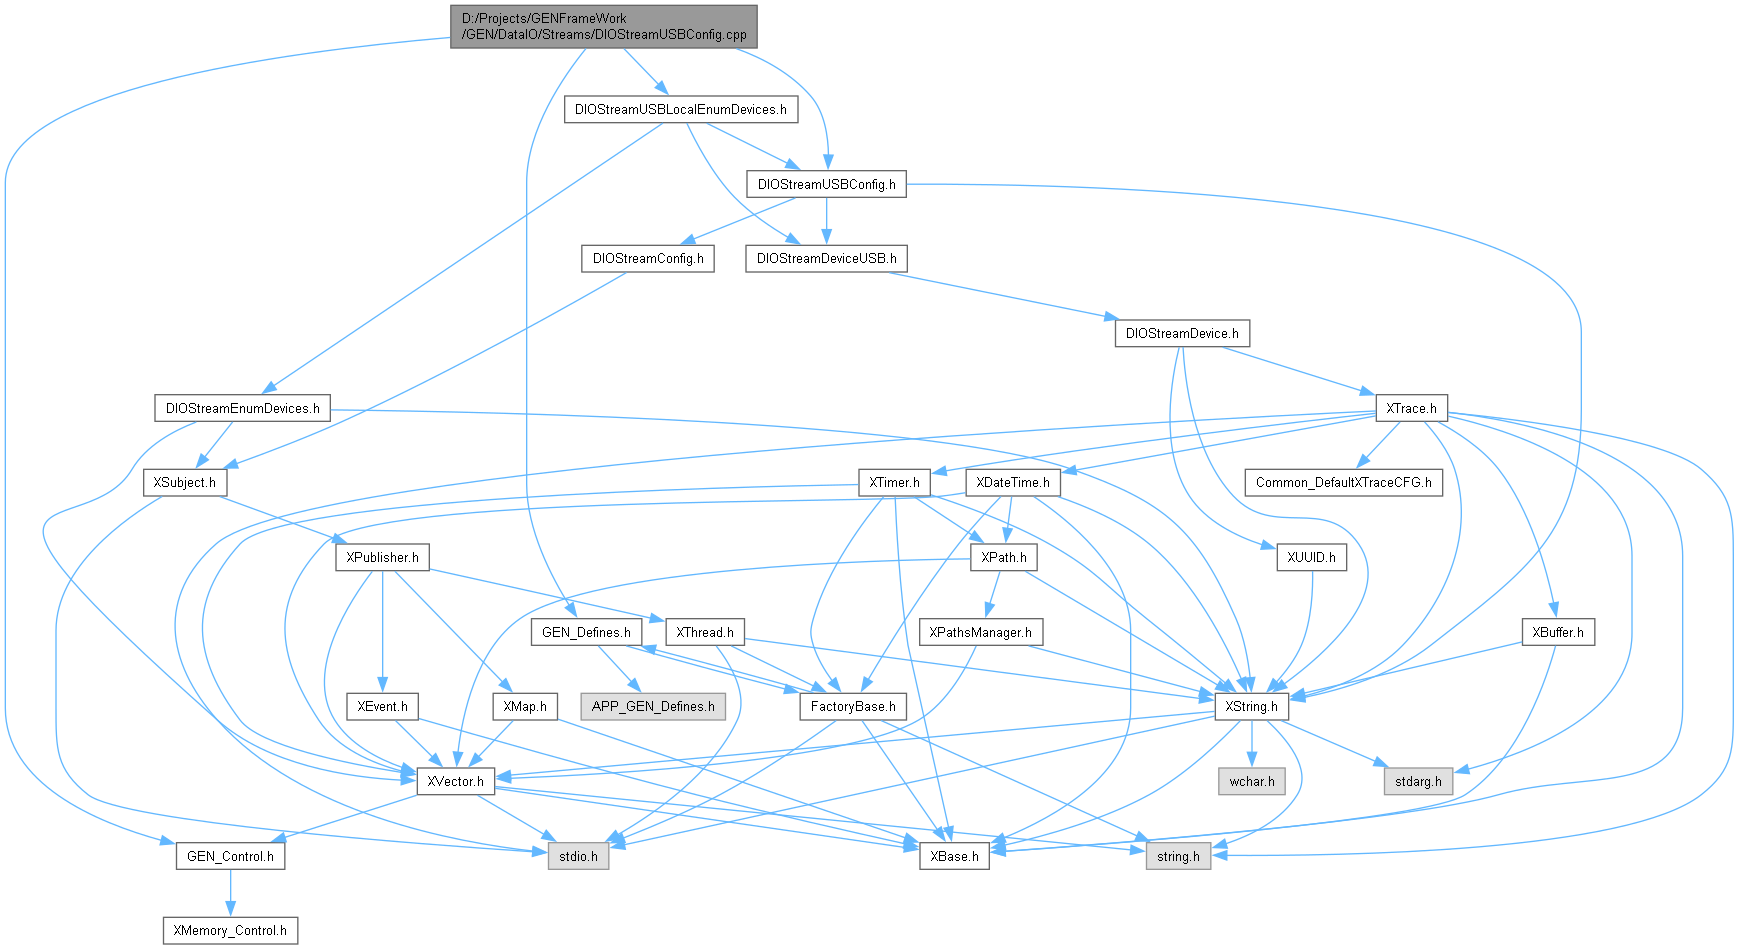 D:/Projects/GENFrameWork
/GEN/DataIO/Streams/DIOStreamUSBConfig.cpp
DIOStreamUSBLocalEnumDevices.h
DIOStreamUSBConfig.h
DIOStreamConfig.h
DIOStreamDeviceUSB.h
DIOStreamDevice.h
DIOStreamEnumDevices.h
XTrace.h
XSubject.h
XTimer.h
XDateTime.h
Common_DefaultXTraceCFG.h
XPublisher.h
XPath.h
XUUID.h
GEN_Defines.h
XThread.h
XPathsManager.h
XBuffer.h
XEvent.h
XMap.h
APP_GEN_Defines.h
FactoryBase.h
XString.h
XVector.h
wchar.h
stdarg.h
GEN_Control.h
stdio.h
XBase.h
string.h
XMemory_Control.h